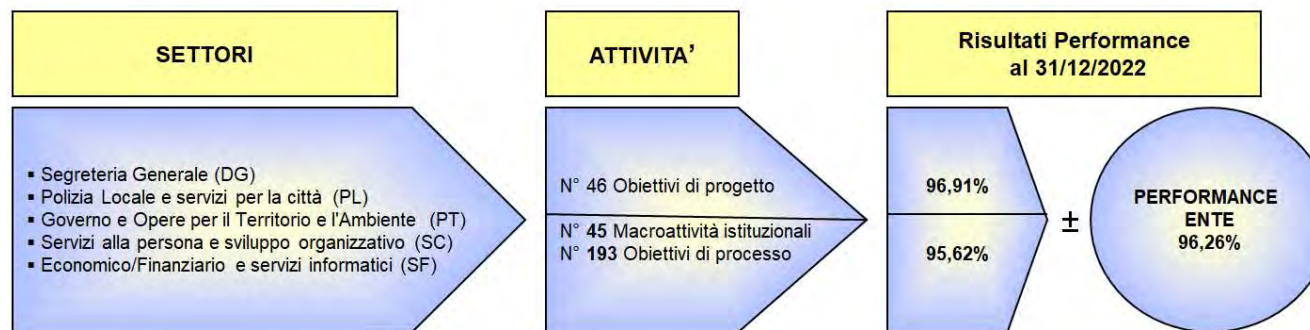 SETTORI
ATTIVITA’
Risultati Performance
al 31/12/2022
▪ Segreteria Generale (DG)
▪ Polizia Locale e servizi per la città (PL)
▪ Governo e Opere per il Territorio e l'Ambiente (PT)
▪ Servizi alla persona e sviluppo organizzativo (SC)
▪ Economico/Finanziario e servizi informatici (SF)
N° 46 Obiettivi di progetto
N° 45 Macroattività istituzionali
N° 193 Obiettivi di processo
96,91%
95,62%
±
PERFORMANCE
ENTE
96,26%